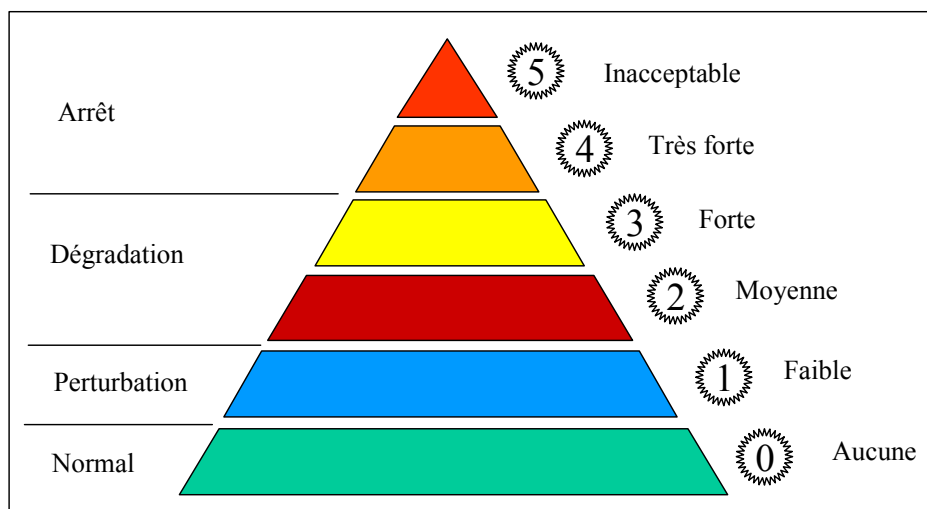 5 Inacceptable
Arrêt
4 Très forte
3 Forte
Dégradation
2 Moyenne
Perturbation
1 Faible
Normal
0 Aucune